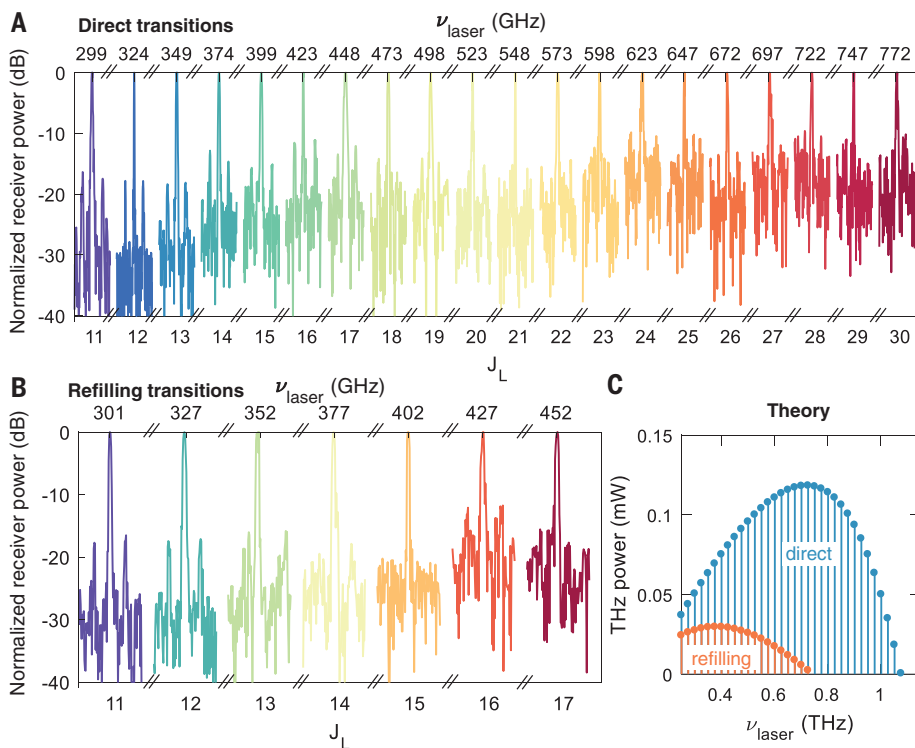 A
Direct transitions
ν laser (GHz)
299 324 349 374 399 423 448 473 498 523 548 573 598 623 647 672 697 722 747 772
Normalized receiver power (dB)
0
-10
-20
-30
-40
11 12 13 14 15 16 17 18 19 20 21 22 23 24 25 26 27 28 29 30
J L
B
Refilling transitions
ν laser (GHz)
301 327 352 377 402 427 452
Normalized receiver power (dB)
0
-10
-20
-30
-40
11 12 13 14 15 16 17
J L
C
Theory
THz power (mW)
0.15
0.1
0.05
0
direct
refilling
0.4 0.6 0.8 1
ν laser (THz)